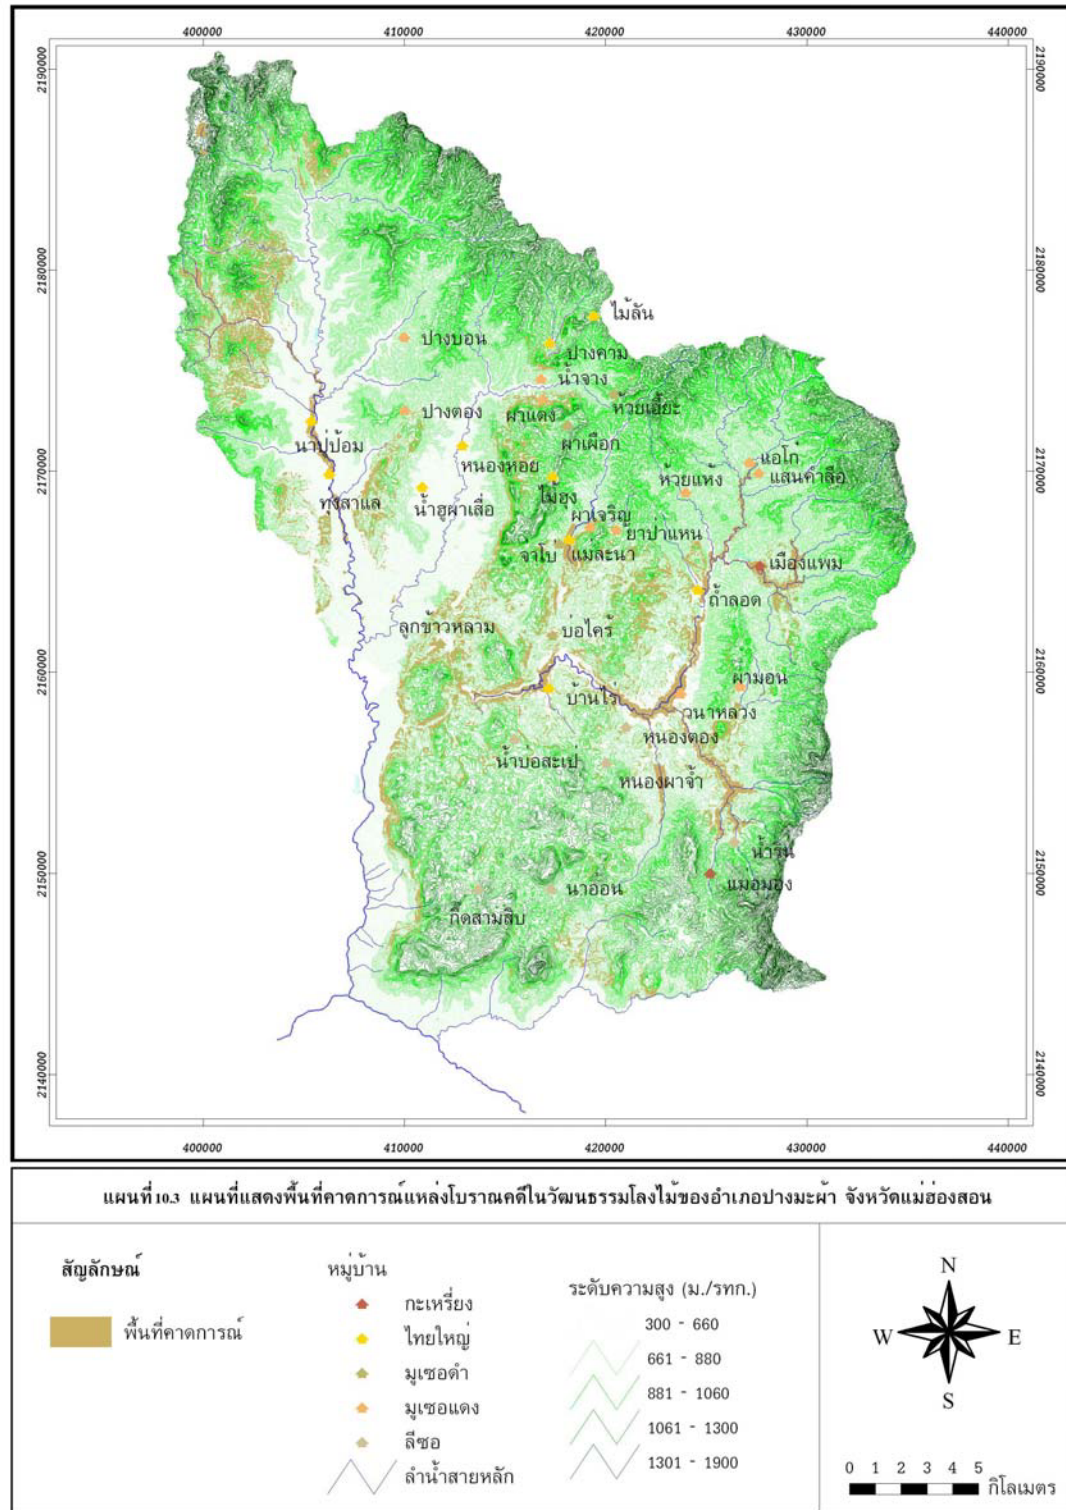 400000 410000 420000 430000 440000
2190000 2190000
2180000 2180000
ไม้ลัน
ปางบอน ปางคาม
น้ำจาง
ห้วยเฮี้ยะ
ปางตอง ผาแดง
ผาเผือก
นาปู่ป้อม
หนองหอย แอโก่
2170000 ห้วยแห้ง แสนคำลือ 2170000
ทุ่งสาแล น้ำฮูผาเสื่อ ไม้ฮุง
ผาเจริญ ยาป่าแหน
จาโบ่ แม่ละนา เมืองแพม
ถ้ำลอด
ลูกข้าวหลาม บ่อไคร้
2160000 ผามอน 2160000
บ้านไร่ วนาหลวง
หนองตอง
น้ำบ่อสะเป่ หนองผาจ้ำ
น้ำริน
2150000 นาอ่อน แม่อูมอง 2150000
กึ้ดสามสิบ
2140000 2140000
400000 410000 420000 430000 440000
แผนที่10.3 แผนที่แสดงพื้นที่คาดการณ์แหล่งโบราณคดีในวัฒนธรรมโลงไม้ของอำเภอปางมะผ้า จังหวัดแม่ฮ่องสอน
สัญลักษณ์
พื้นที่คาดการณ์
หมู่บ้าน
กะเหรี่ยง
ไทยใหญ่
มูเซอดำ
มูเซอแดง
ลีซอ
ลำน้ำสายหลัก
ระดับความสูง (ม./รทก.)
300 - 660
661 - 880
881 - 1060
1061 - 1300
1301 - 1900
N
W E
S
0 1 2 3 4 5
กิโลเมตร